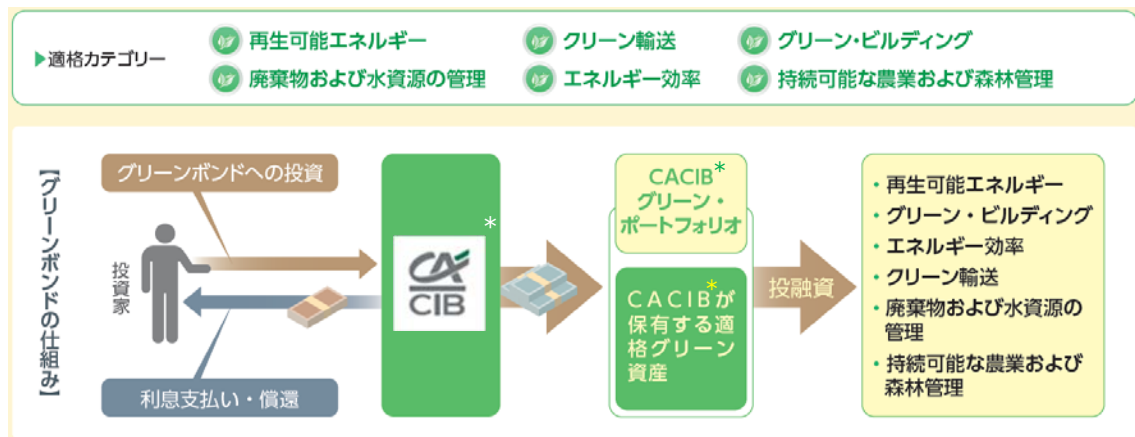 ▶適格カテゴリー
再生可能エネルギー
クリーン輸送
グリーン・ビルディング
廃棄物および水資源の管理
エネルギー効率
持続可能な農業および森林管理
【グリーンボンドの仕組み】
グリーンボンドへの投資
投資家
利息支払い・償還
*
CA
CIB
CACIB*
グリーン・
ポートフォリオ
CACIBが*
保有する適
格グリーン
資産
投融資
・再生可能エネルギー
・グリーン・ビルディング
・エネルギー効率
・クリーン輸送
・廃棄物および水資源の
管理
・持続可能な農業および
森林管理